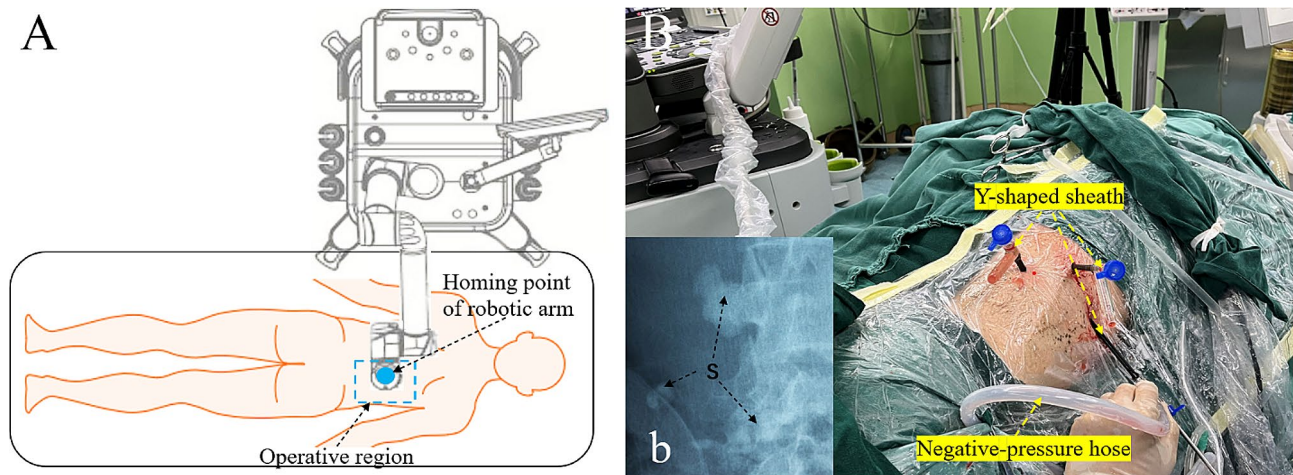 A
Homing point
of robotic arm
Operative region
B
Y-shaped sheath
S
b
Negative-pressure hose